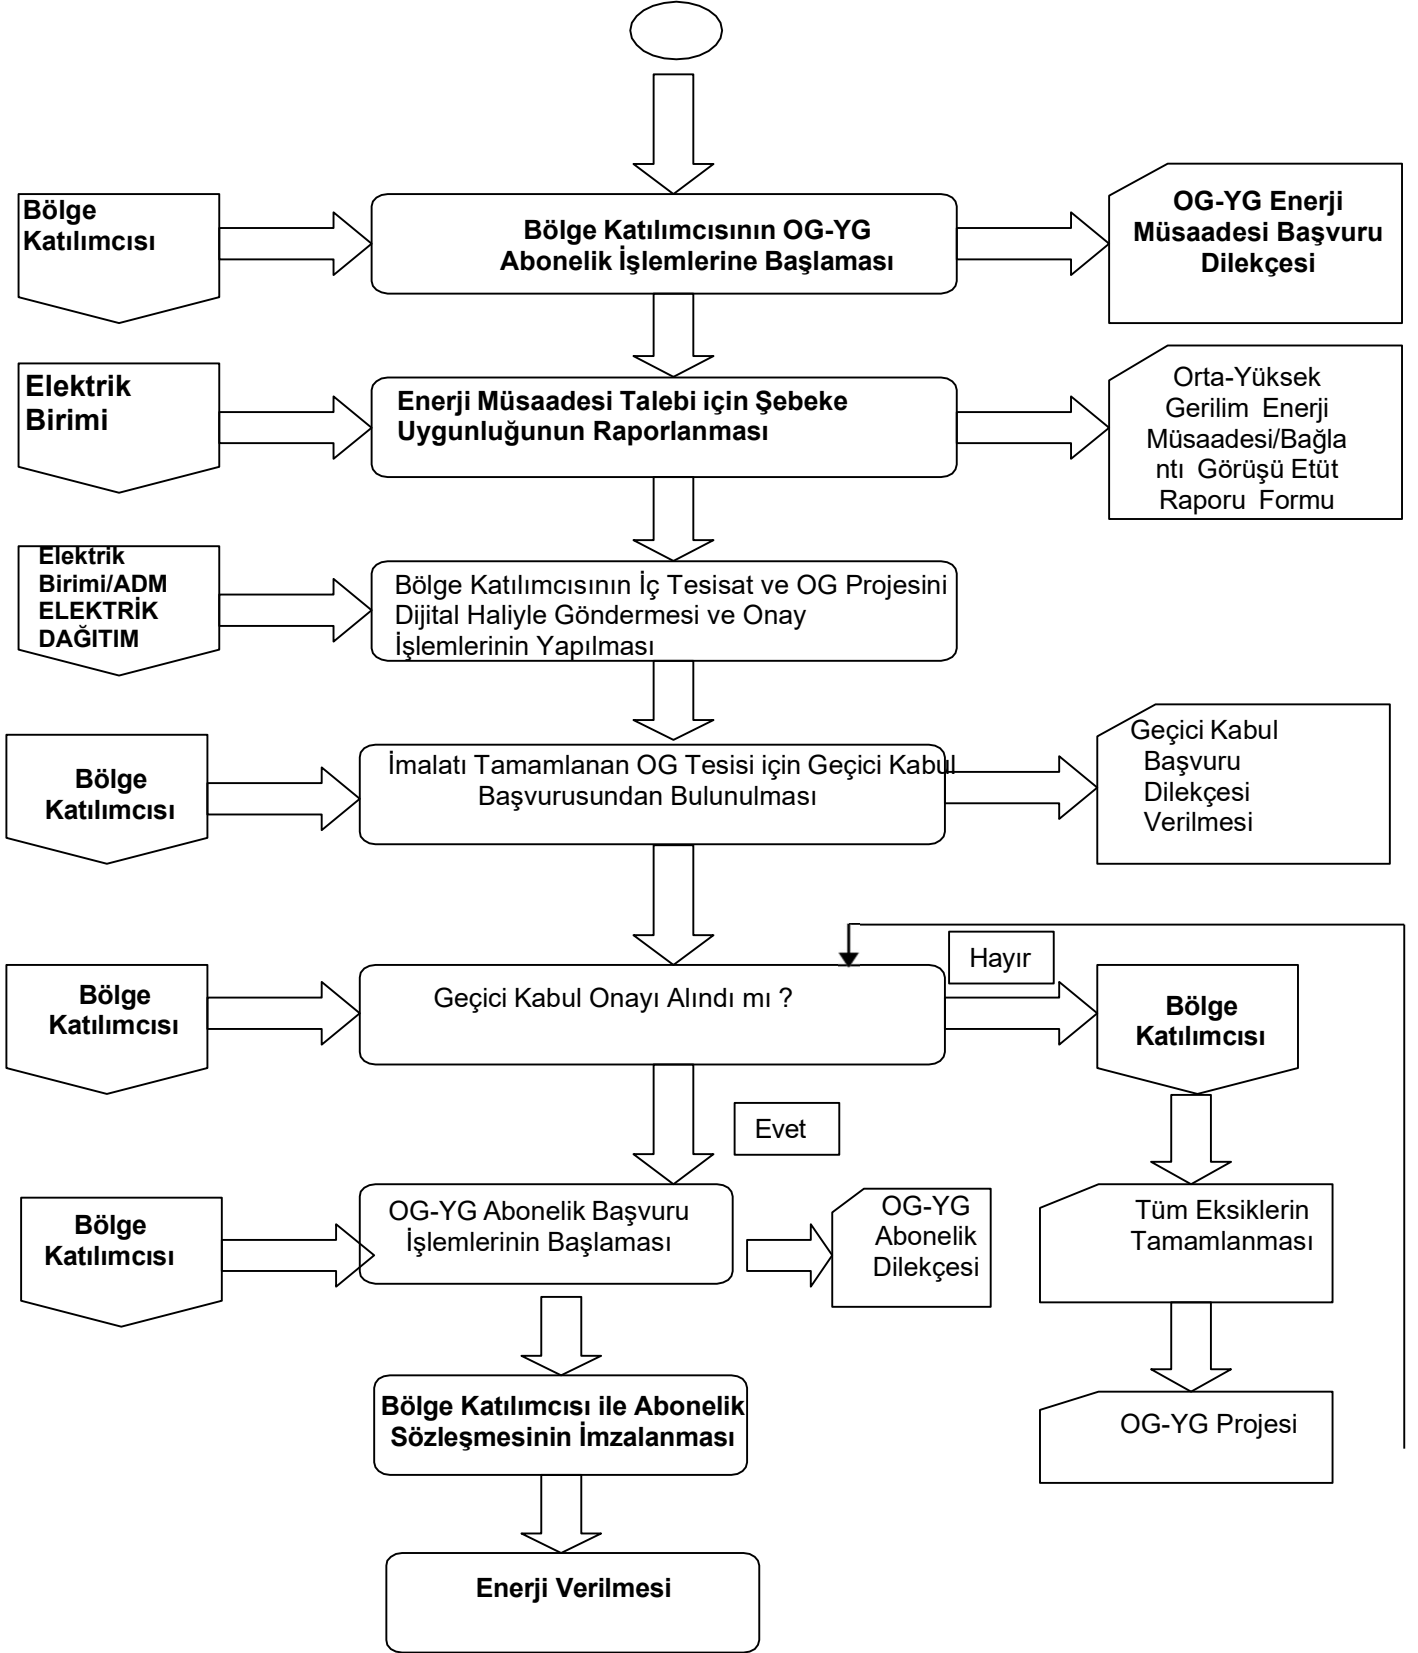 Bölge
Katılımcısı
Bölge Katılımcısının OG-YG
Abonelik İşlemlerine Başlaması
OG-YG Enerji
Müsaadesi Başvuru
Dilekçesi
Elektrik
Birimi
Enerji Müsaadesi Talebi için Şebeke
Uygunluğunun Raporlanması
Orta-Yüksek
Gerilim Enerji
Müsaadesi/Bağla
ntı Görüşü Etüt
Raporu Formu
Elektrik
Birimi/ADM
ELEKTRİK
DAĞITIM
Bölge Katılımcısının İç Tesisat ve OG Projesini
Dijital Haliyle Göndermesi ve Onay
İşlemlerinin Yapılması
Bölge
Katılımcısı
İmalatı Tamamlanan OG Tesisi için Geçici Kabul
Başvurusundan Bulunulması
Geçici Kabul
Başvuru
Dilekçesi
Verilmesi
Bölge
Katılımcısı
Geçici Kabul Onayı Alındı mı ?
Hayır
Bölge
Katılımcısı
Evet
Bölge
Katılımcısı
OG-YG Abonelik Başvuru
İşlemlerinin Başlaması
OG-YG
Abonelik
Dilekçesi
Tüm Eksiklerin
Tamamlanması
Bölge Katılımcısı ile Abonelik
Sözleşmesinin İmzalanması
OG-YG Projesi
Enerji Verilmesi